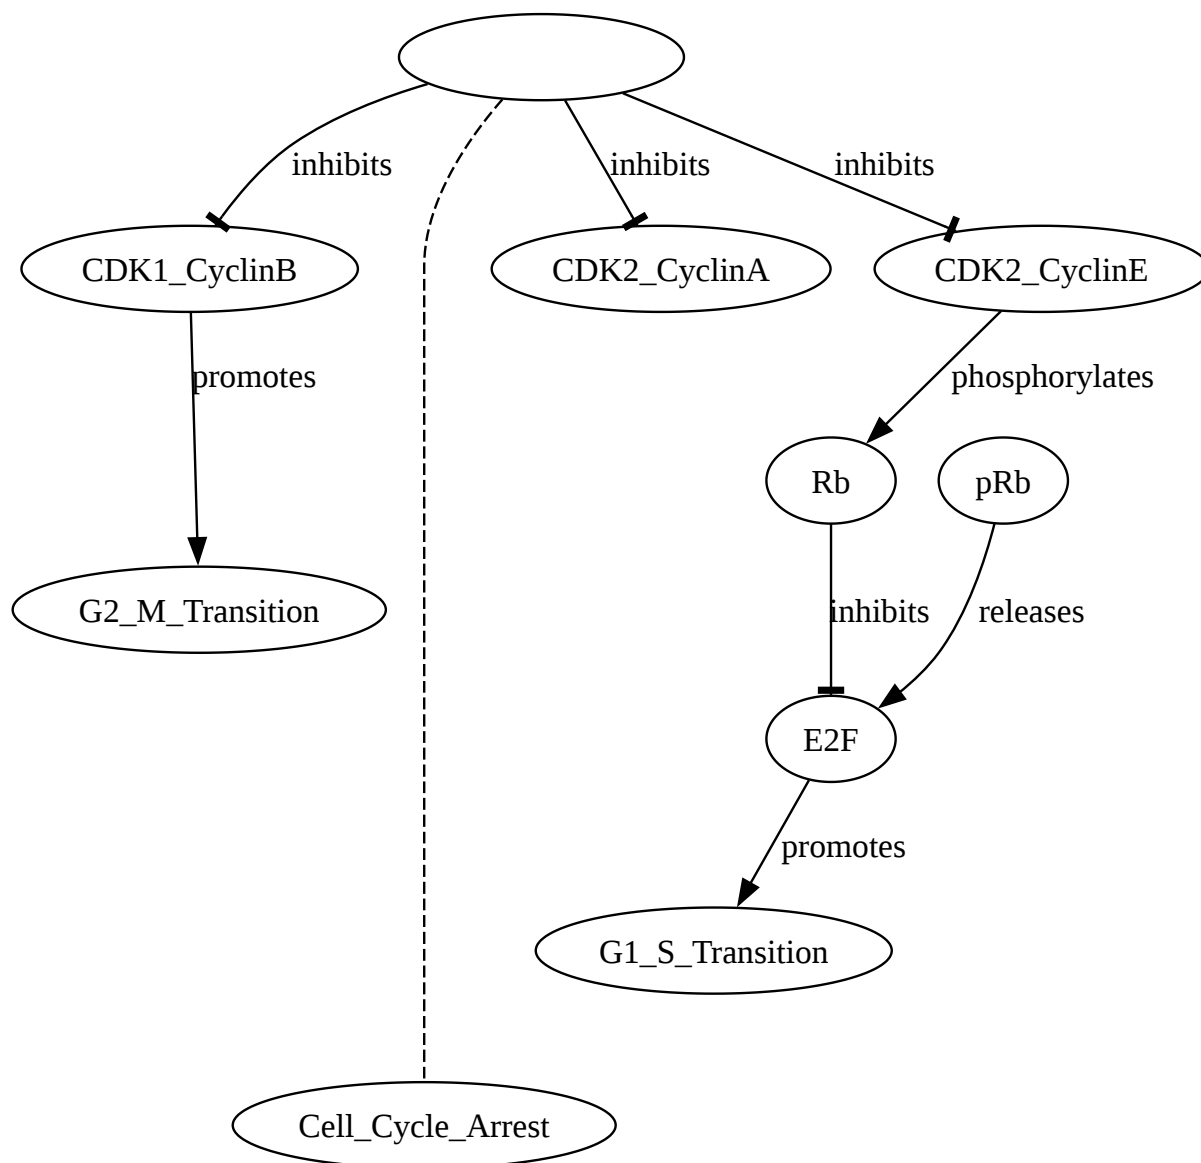 inhibits
inhibits
inhibits
CDK1_CyclinB
CDK2_CyclinA
CDK2_CyclinE
promotes
phosphorylates
Rb
pRb
G2_M_Transition
inhibits
releases
E2F
promotes
G1_S_Transition
Cell_Cycle_Arrest